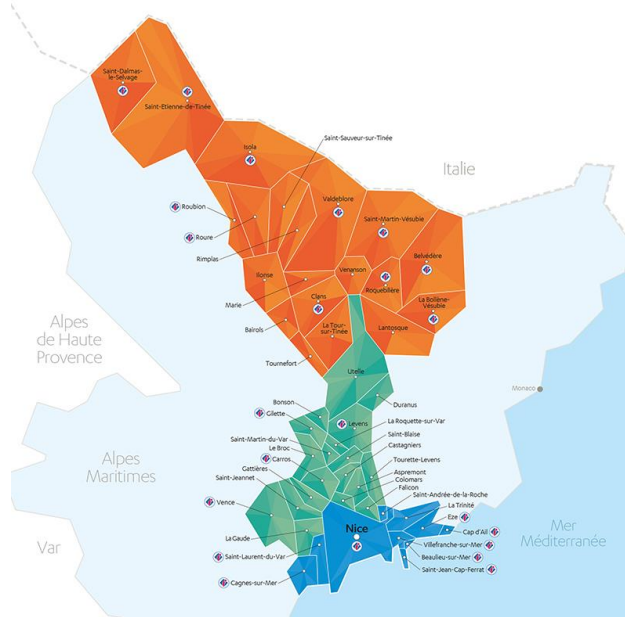 Saint-Dalmas-
le-Selvage
Saint-Etienne-de-Tinée
Isola
Saint-Sauveur-sur-Tinée
Italie
Roubion
Valdeblore
Saint-Martin-Vésubie
Roure
Rimplas
Belvédère
Venanson
Ilonse
Roquebilière
Marie
Clans
La Bollène-
Vésubie
Bairols
La Tour-
sur-Tinée
Lantosque
Alpes
de Haute
Provence
Tournefort
Utelle
Monaco
Bonson
Duranus
Gilette
Levens
La Roquette-sur-Var
Saint-Martin-du-Var
Saint-Blaise
Le Broc
Castagniers
Carros
Tourette-Levens
Alpes
Maritimes
Gattières
Aspremont
Saint-Jeannet
Colomars
Falicon
Saint-Andrée-de-la-Roche
Vence
La Trinité
Eze
Nice
Cap d'Ail
Mer
Méditerranée
La Gaude
Villefranche-sur-Mer
Var
Saint-Laurent-du-Var
Beaulieu-sur-Mer
Saint-Jean-Cap-Ferrat
Cagnes-sur-Mer